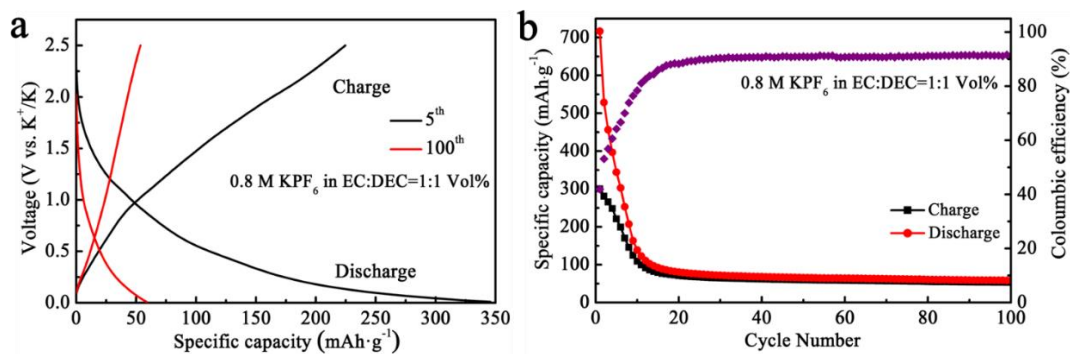 a
Voltage (V vs. K⁺/K)
2.5
2.0
1.5
1.0
0.5
0.0
Charge
5ᵗʰ
100ᵗʰ
0.8 M KPF₆ in EC:DEC=1:1 Vol%
Discharge
0 50 100 150 200 250 300 350
Specific capacity (mAh·g⁻¹)
b
Specific capacity (mAh·g⁻¹)
700
600
500
400
300
200
100
0
0.8 M KPF₆ in EC:DEC=1:1 Vol%
Charge
Discharge
100
80
60
40
20
0
Coloumbic efficiency (%)
0 20 40 60 80 100
Cycle Number